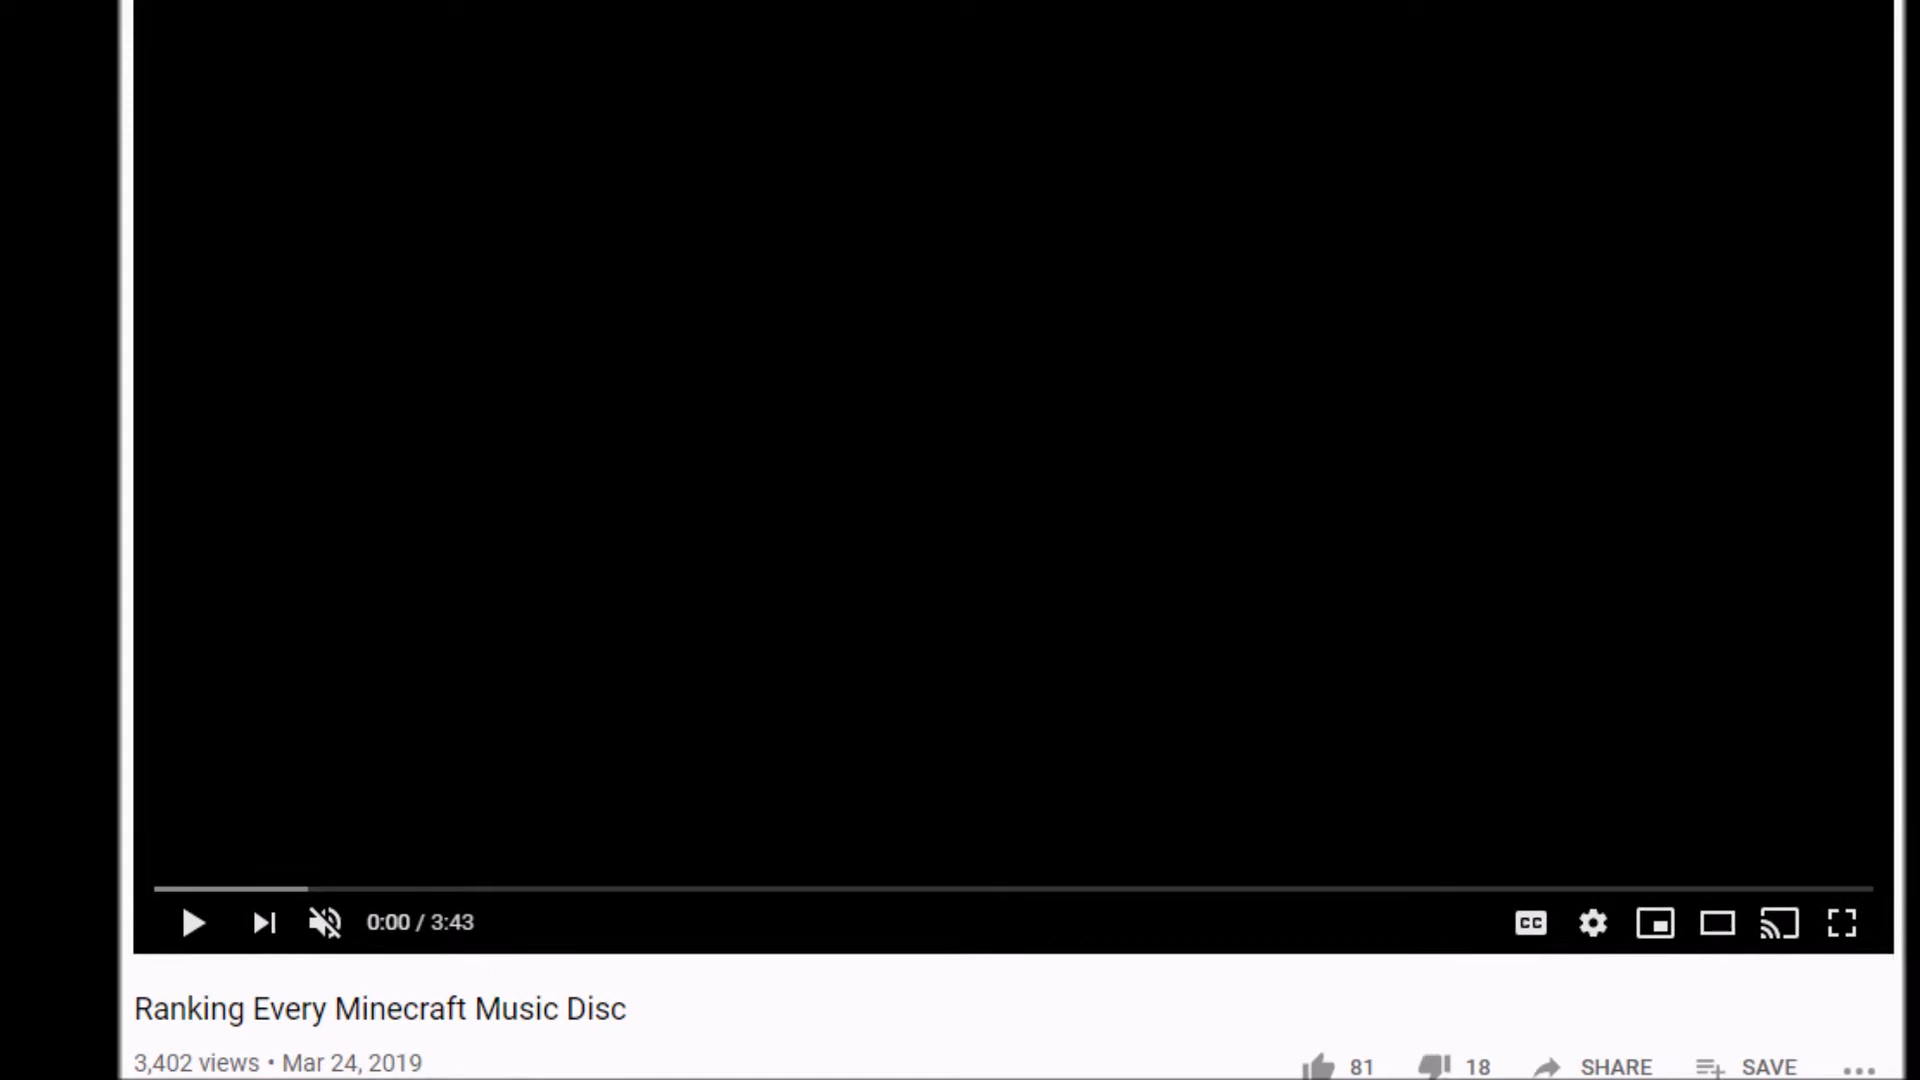 0:00 / 3:43
CC
Ranking Every Minecraft Music Disc
3,402 views • Mar 24, 2019
81
18
SHARE
SAVE